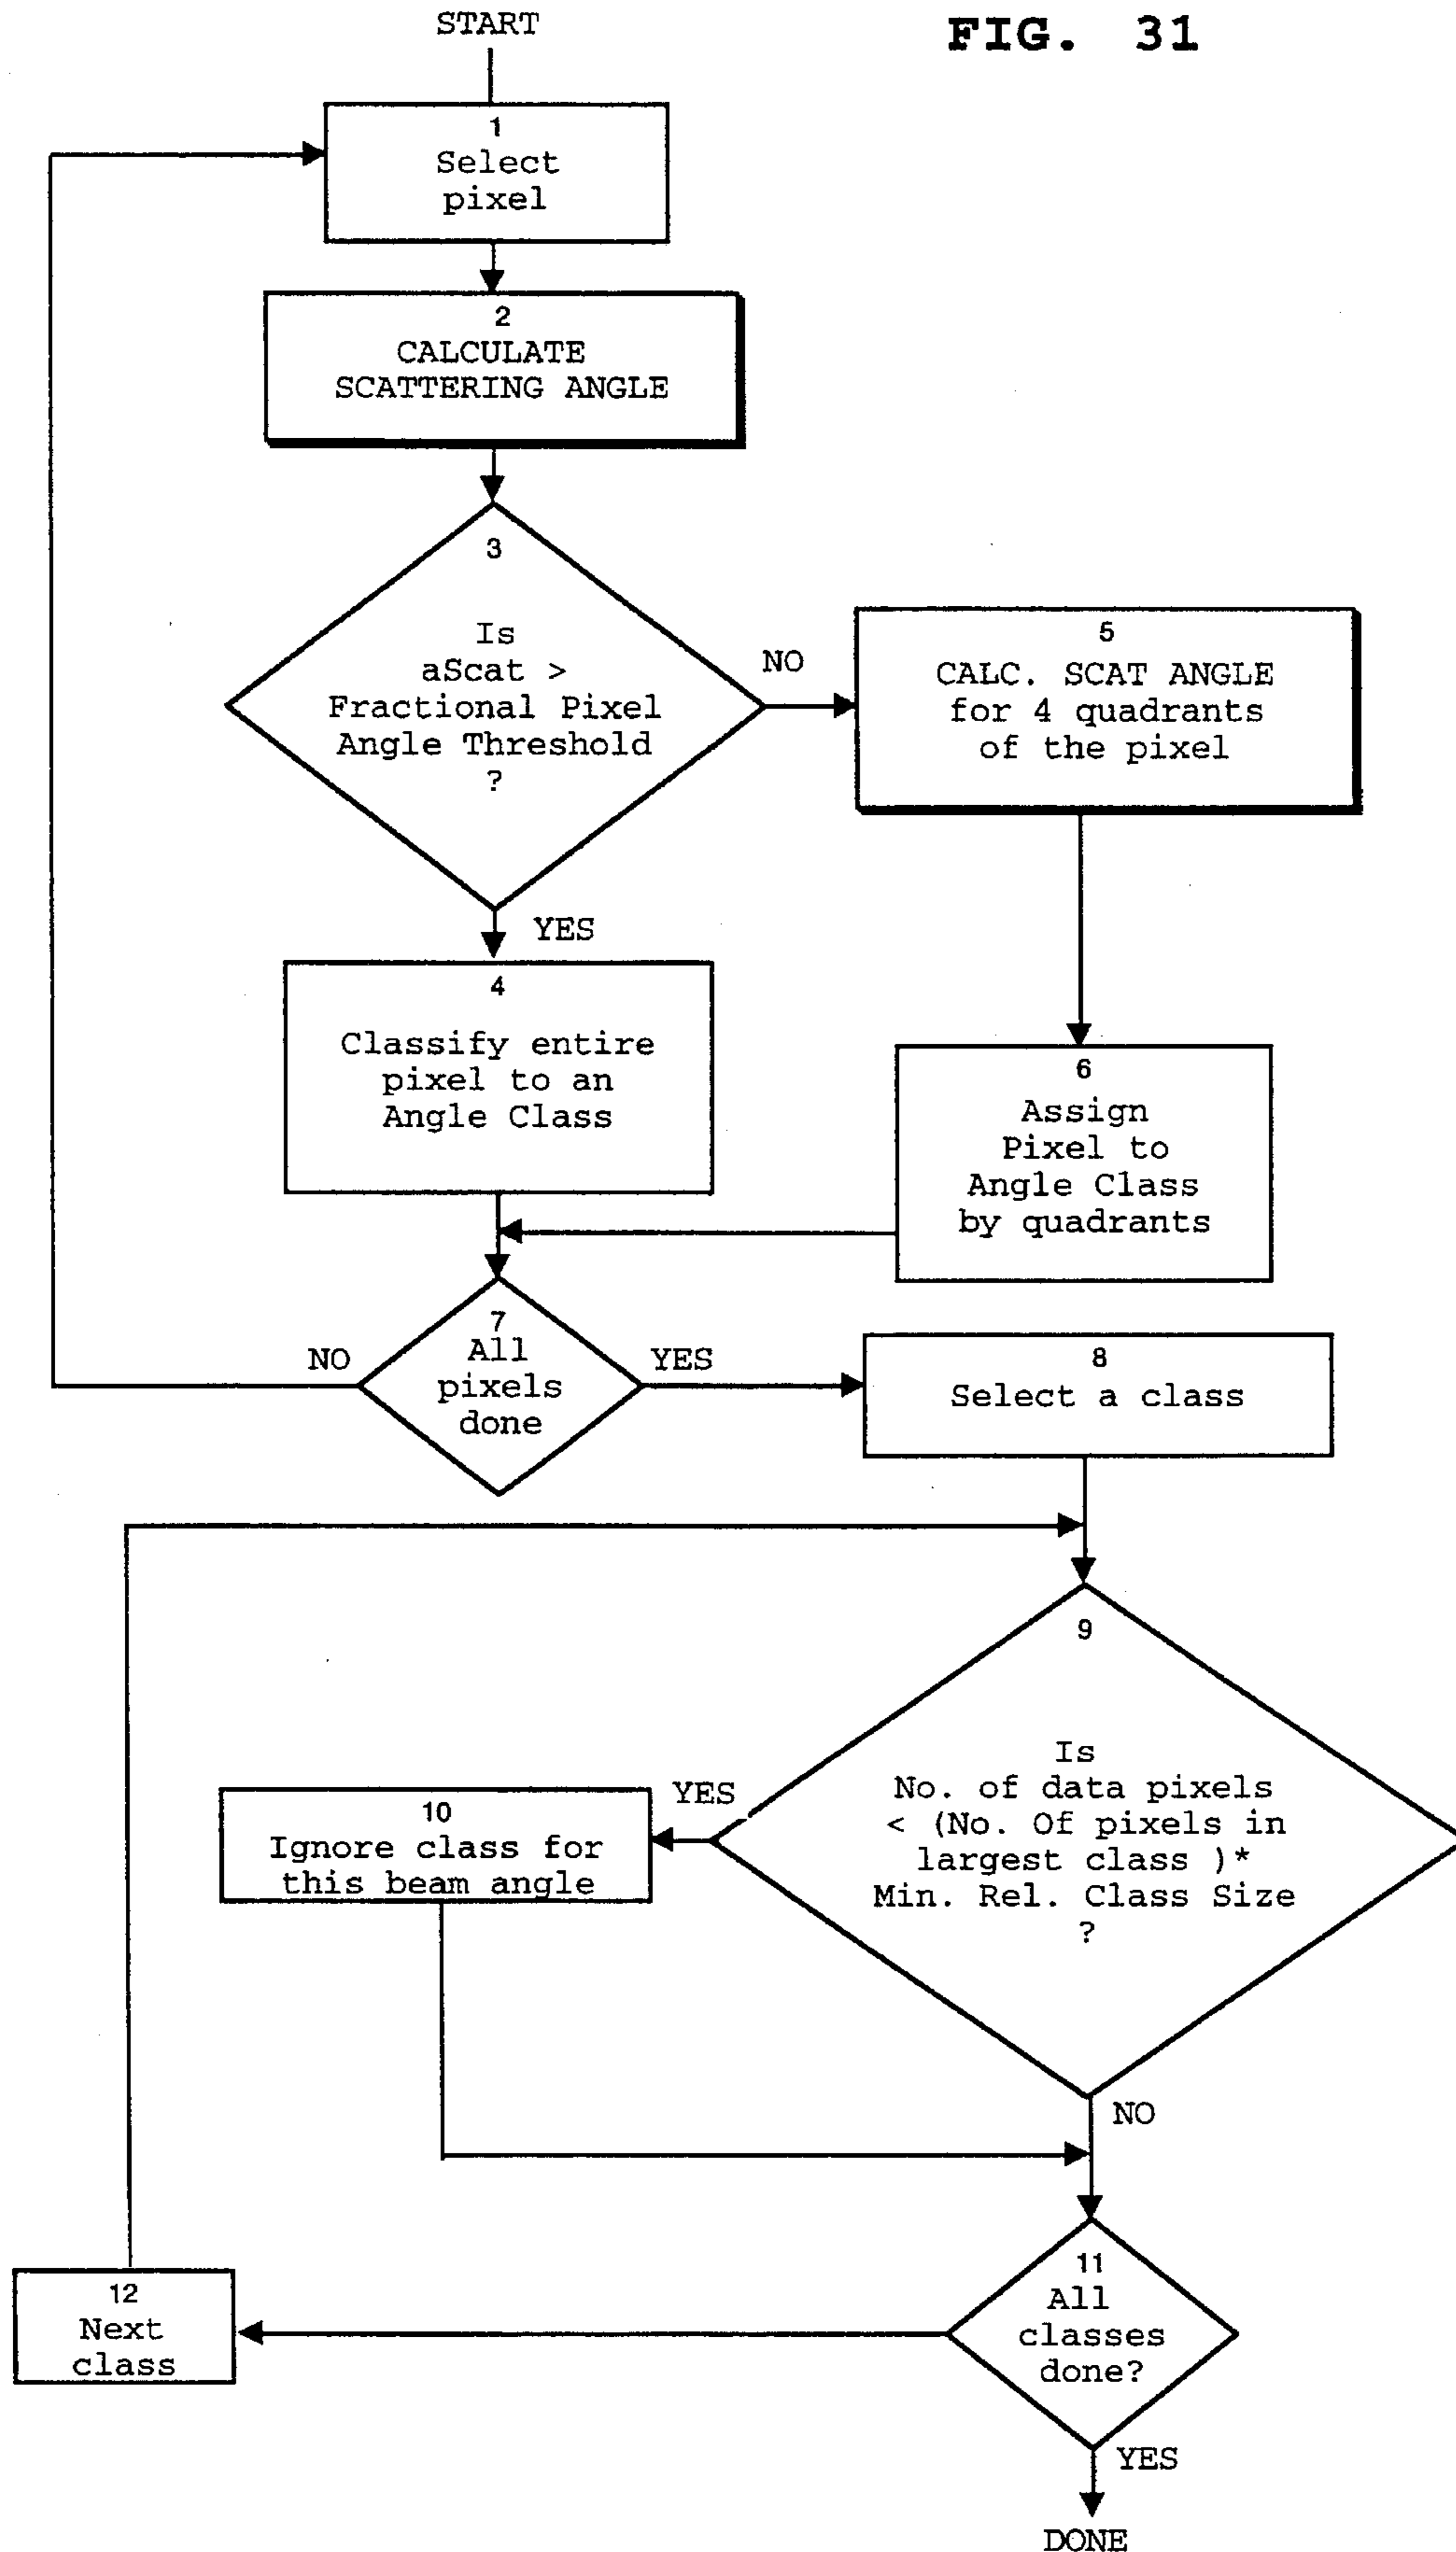 START
FIG. 31
1
Select
pixel
2
CALCULATE
SCATTERING ANGLE
3
Is
aScat >
Fractional Pixel
Angle Threshold
?
NO
5
CALC. SCAT ANGLE
for 4 quadrants
of the pixel
YES
4
Classify entire
pixel to an
Angle Class
6
Assign
Pixel to
Angle Class
by quadrants
7
All
pixels
done
NO
YES
8
Select a class
9
Is
No. of data pixels
< (No. Of pixels in
largest class )*
Min. Rel. Class Size
?
YES
10
Ignore class for
this beam angle
NO
11
All
classes
done?
12
Next
class
YES
DONE